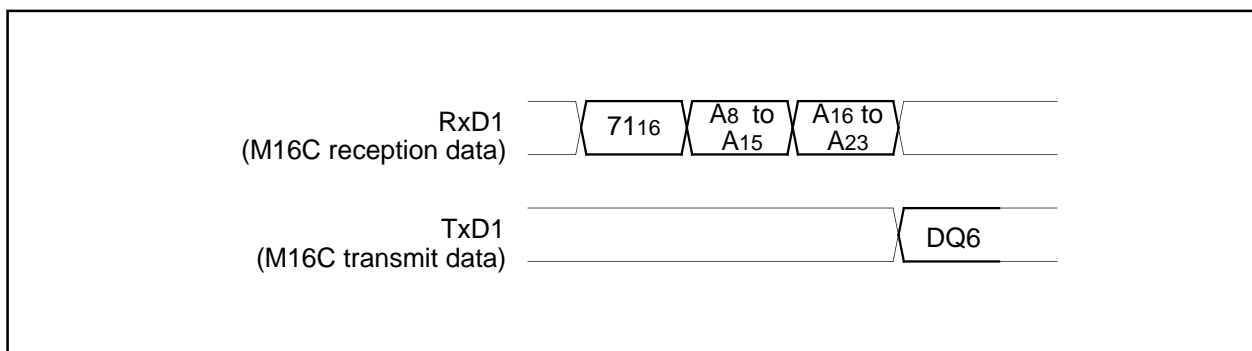 RxD1
(M16C reception data)
7116
A8 to
A15
A16 to
A23
TxD1
(M16C transmit data)
DQ6